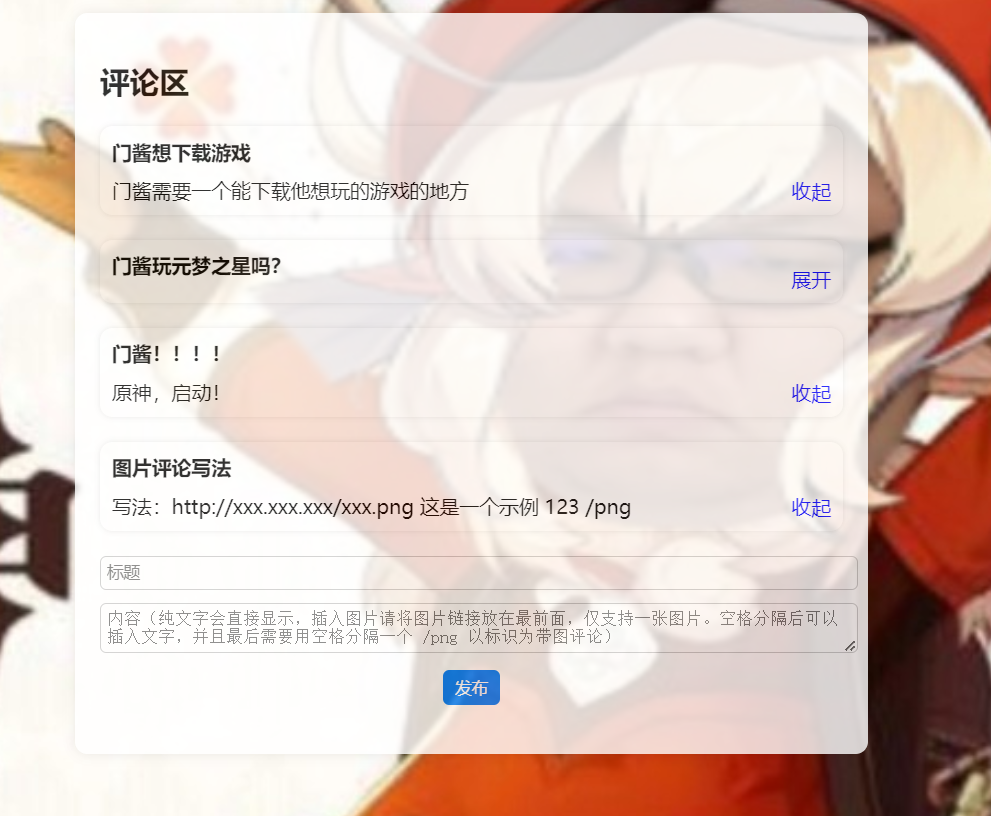 评论区
门酱想下载游戏
门酱需要一个能下载他想玩的游戏的地方
收起
门酱玩元梦之星吗?
展开
门酱！！！！
原神，启动！
收起
图片评论写法
写法：http://xxx.xxx.xxx/xxx.png 这是一个示例 123 /png
收起
标题
内容（纯文字会直接显示，插入图片请将图片链接放在最前面，仅支持一张图片。空格分隔后可以
插入文字，并且最后需要用空格分隔一个 /png 以标识为带图评论）
发布